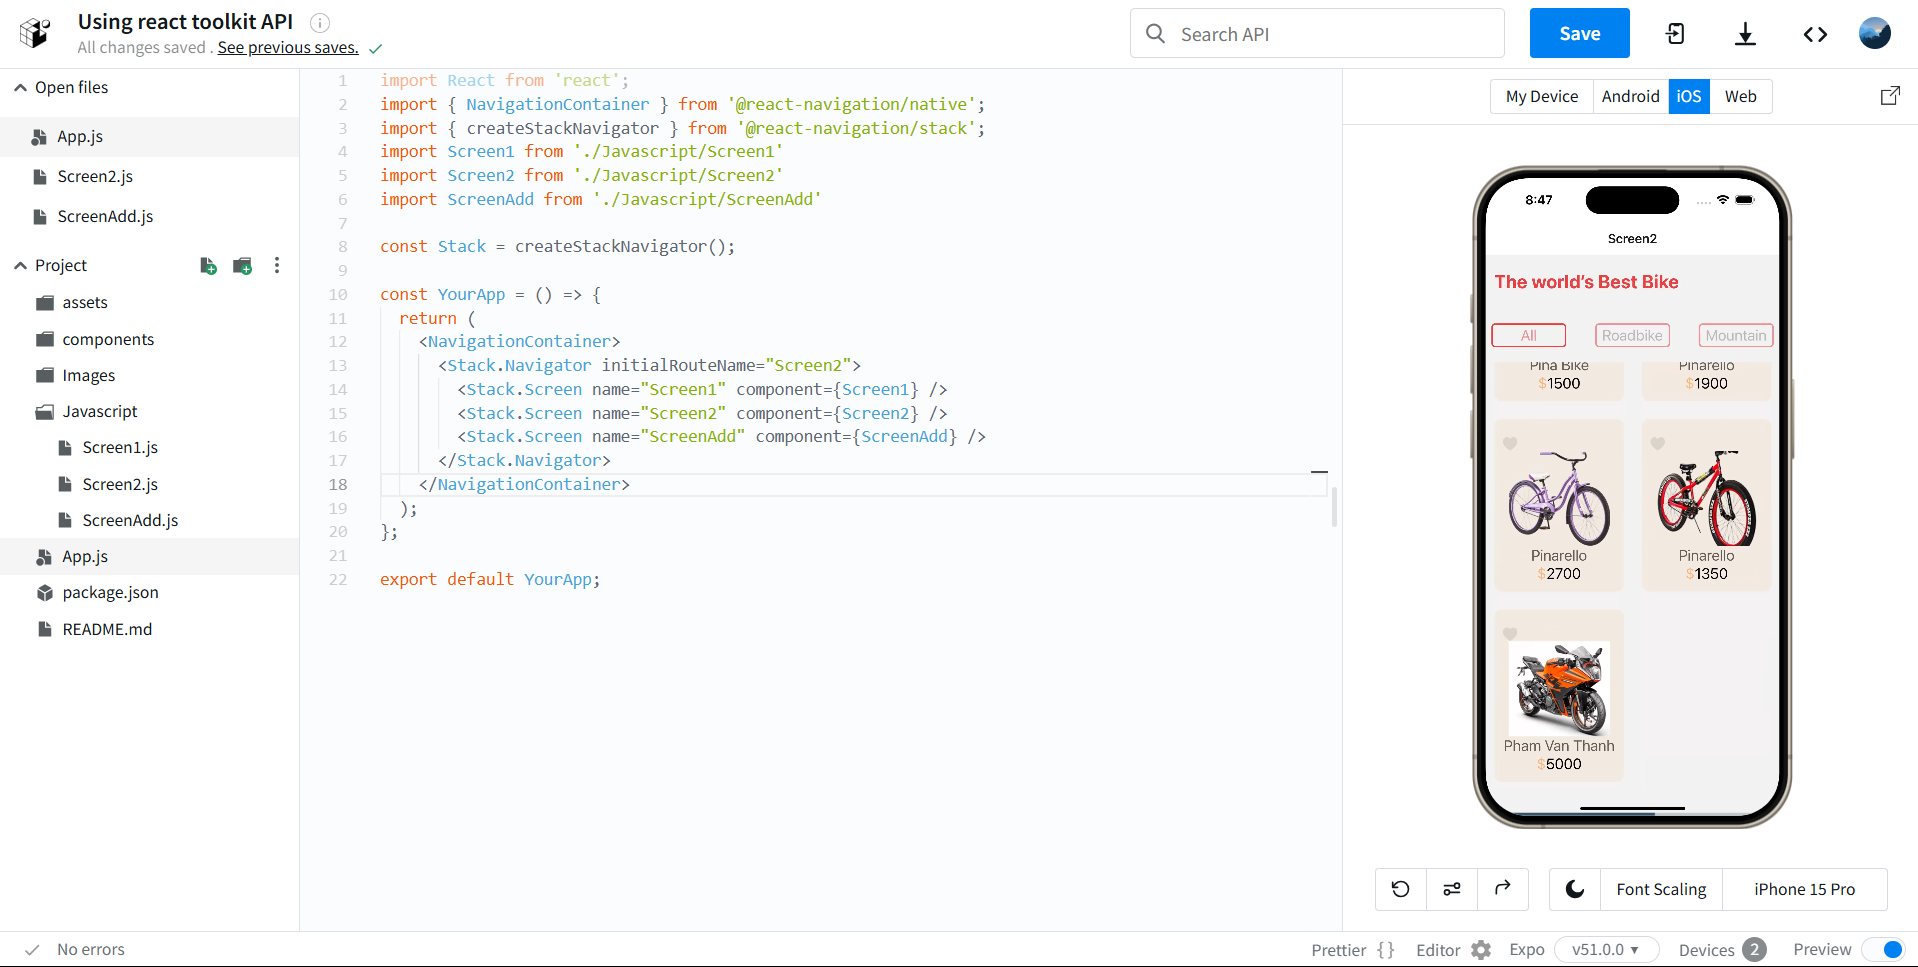 Using react toolkit API
All changes saved . See previous saves.
Search API
Save
Open files
App.js
Screen2.js
ScreenAdd.js
Project
assets
components
Images
Javascript
Screen1.js
Screen2.js
ScreenAdd.js
App.js
package.json
README.md
1 import React from 'react';
2 import { NavigationContainer } from '@react-navigation/native';
3 import { createStackNavigator } from '@react-navigation/stack';
4 import Screen1 from './Javascript/Screen1'
5 import Screen2 from './Javascript/Screen2'
6 import ScreenAdd from './Javascript/ScreenAdd'
7
8 const Stack = createStackNavigator();
9
10 const YourApp = () => {
11 return (
12 <NavigationContainer>
13 <Stack.Navigator initialRouteName="Screen2">
14 <Stack.Screen name="Screen1" component={Screen1} />
15 <Stack.Screen name="Screen2" component={Screen2} />
16 <Stack.Screen name="ScreenAdd" component={ScreenAdd} />
17 </Stack.Navigator>
18 </NavigationContainer>
19 );
20 };
21
22 export default YourApp;
My Device Android iOS Web
8:47
Screen2
The world's Best Bike
All Roadbike Mountain
Pina Bike Pinarello
$1500 $1900
Pinarello Pinarello
$2700 $1350
Pham Van Thanh
$5000
Font Scaling iPhone 15 Pro
No errors
Prettier {} Editor Expo v51.0.0 Devices 2 Preview